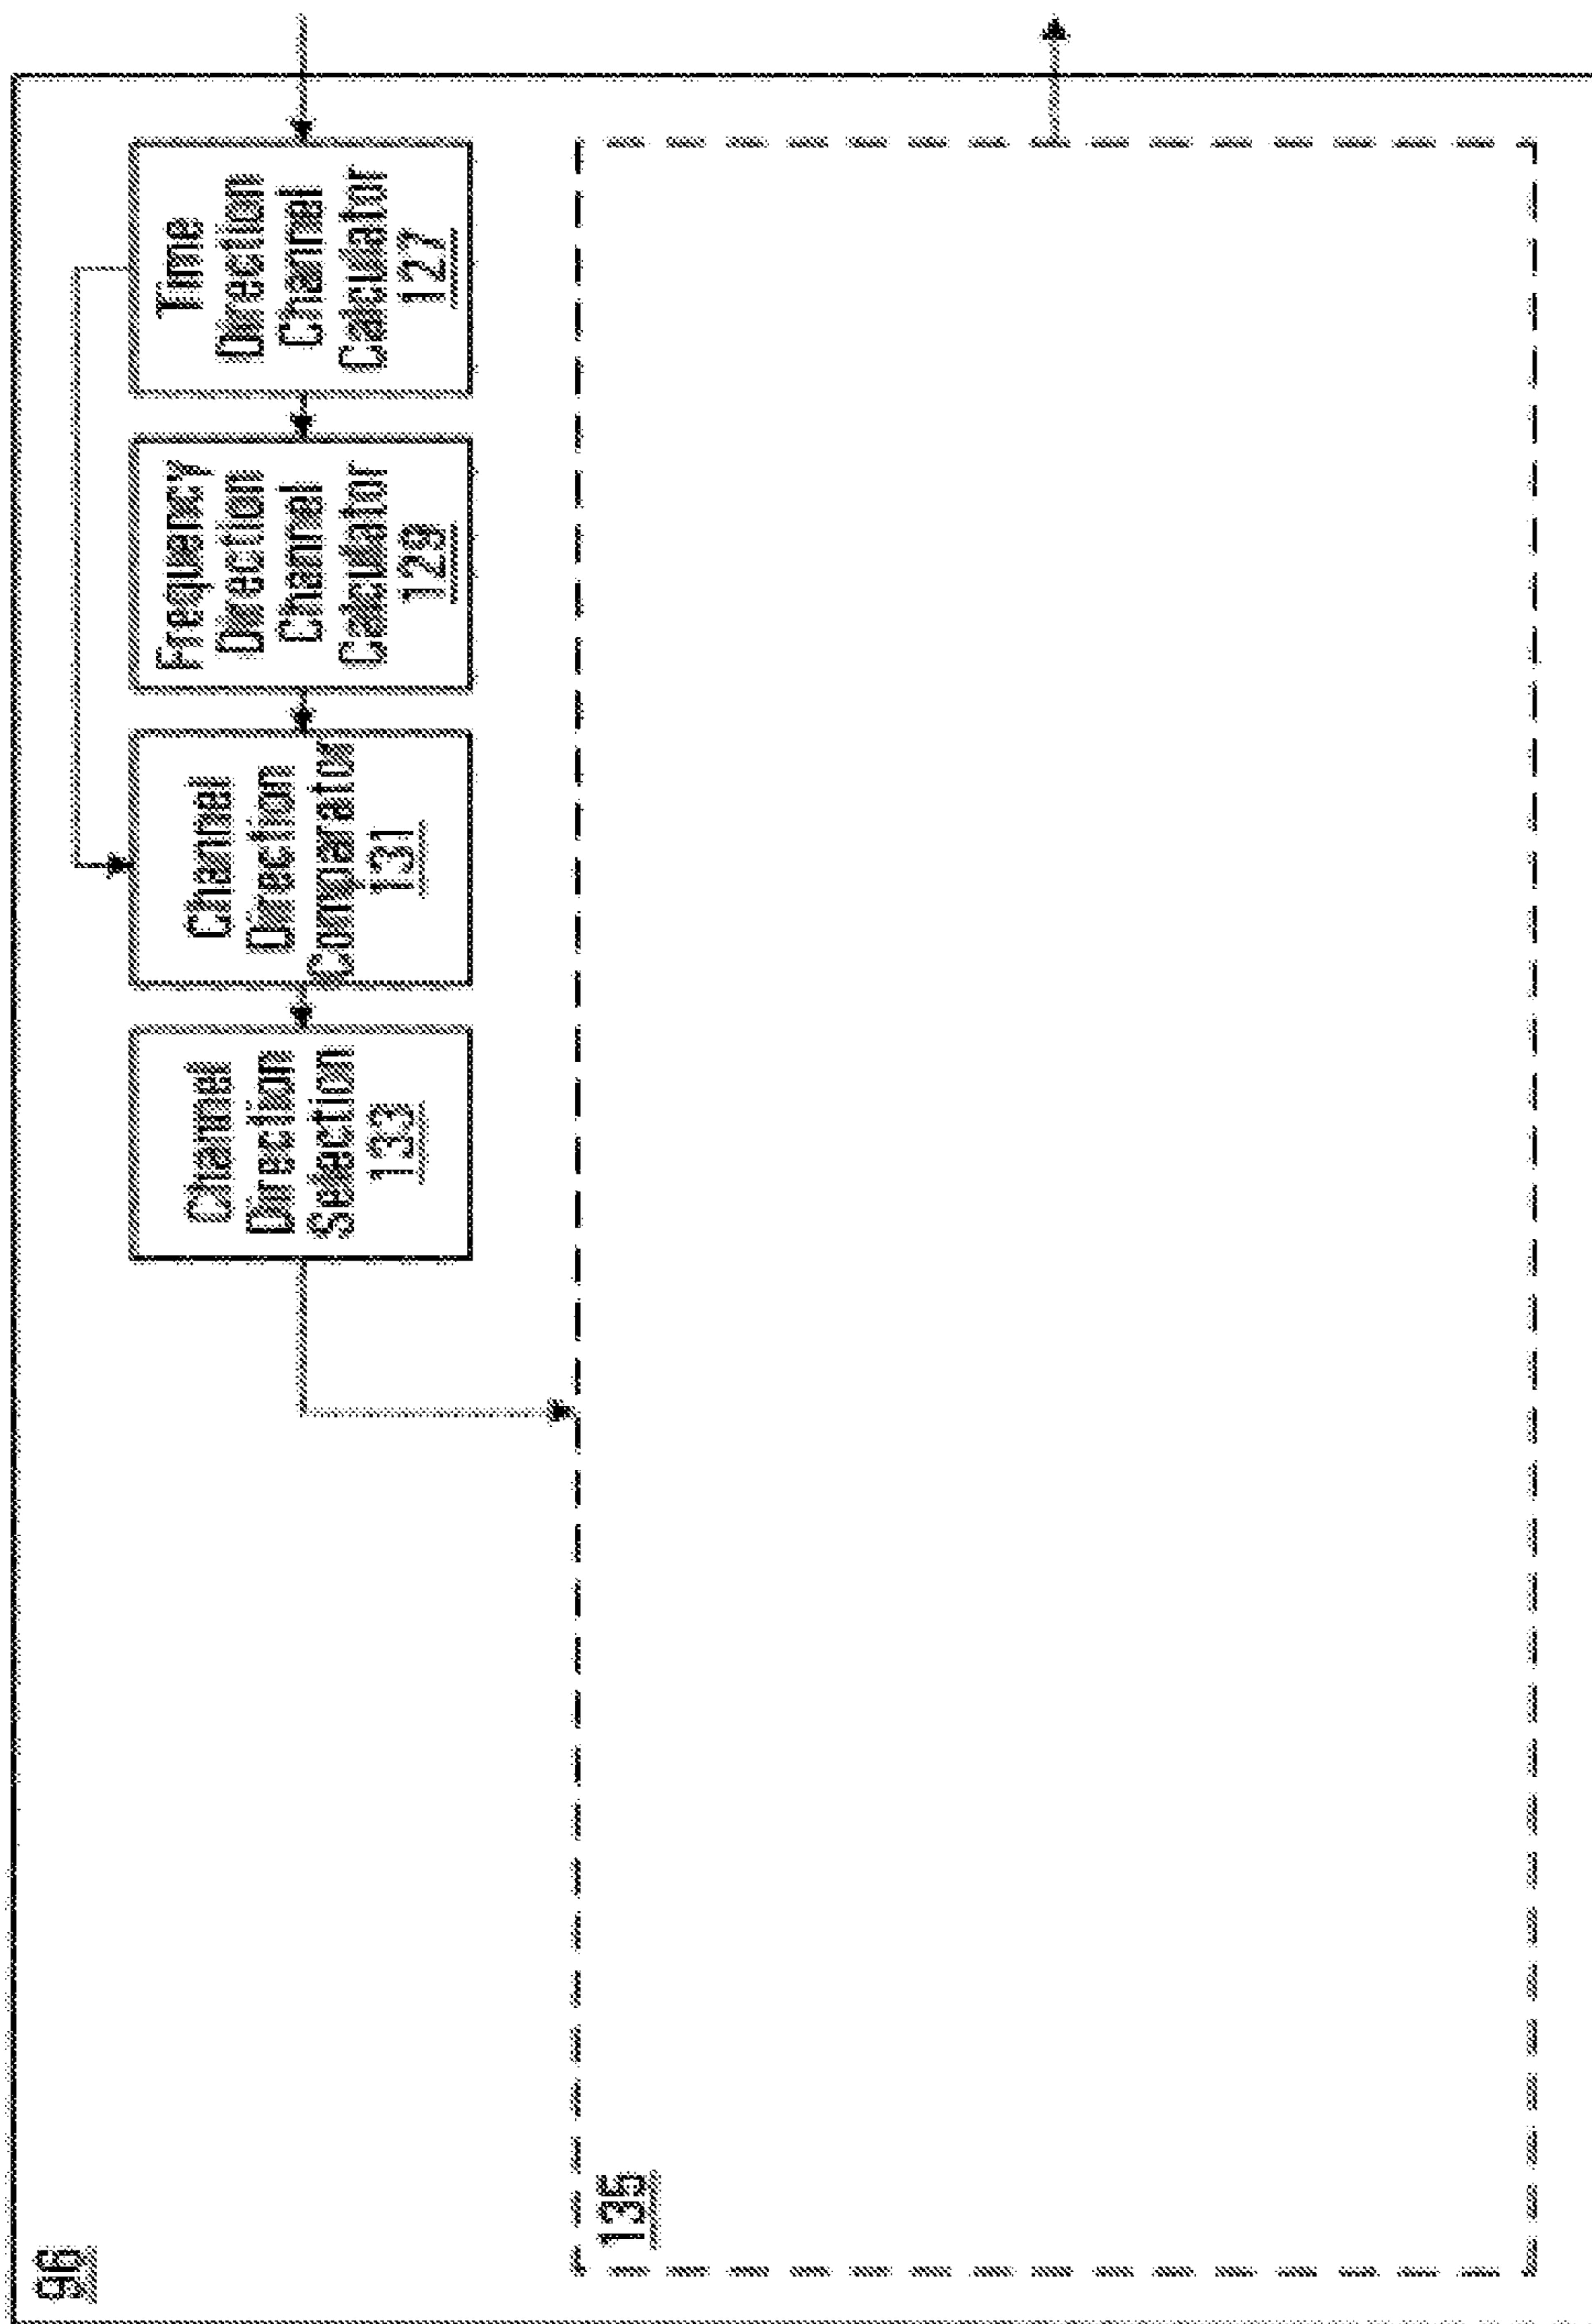 96
Time
Direction
Channel
Calculator
127
Frequency
Direction
Channel
Calculator
129
Channel
Direction
Comparator
131
Channel
Direction
Selection
133
135